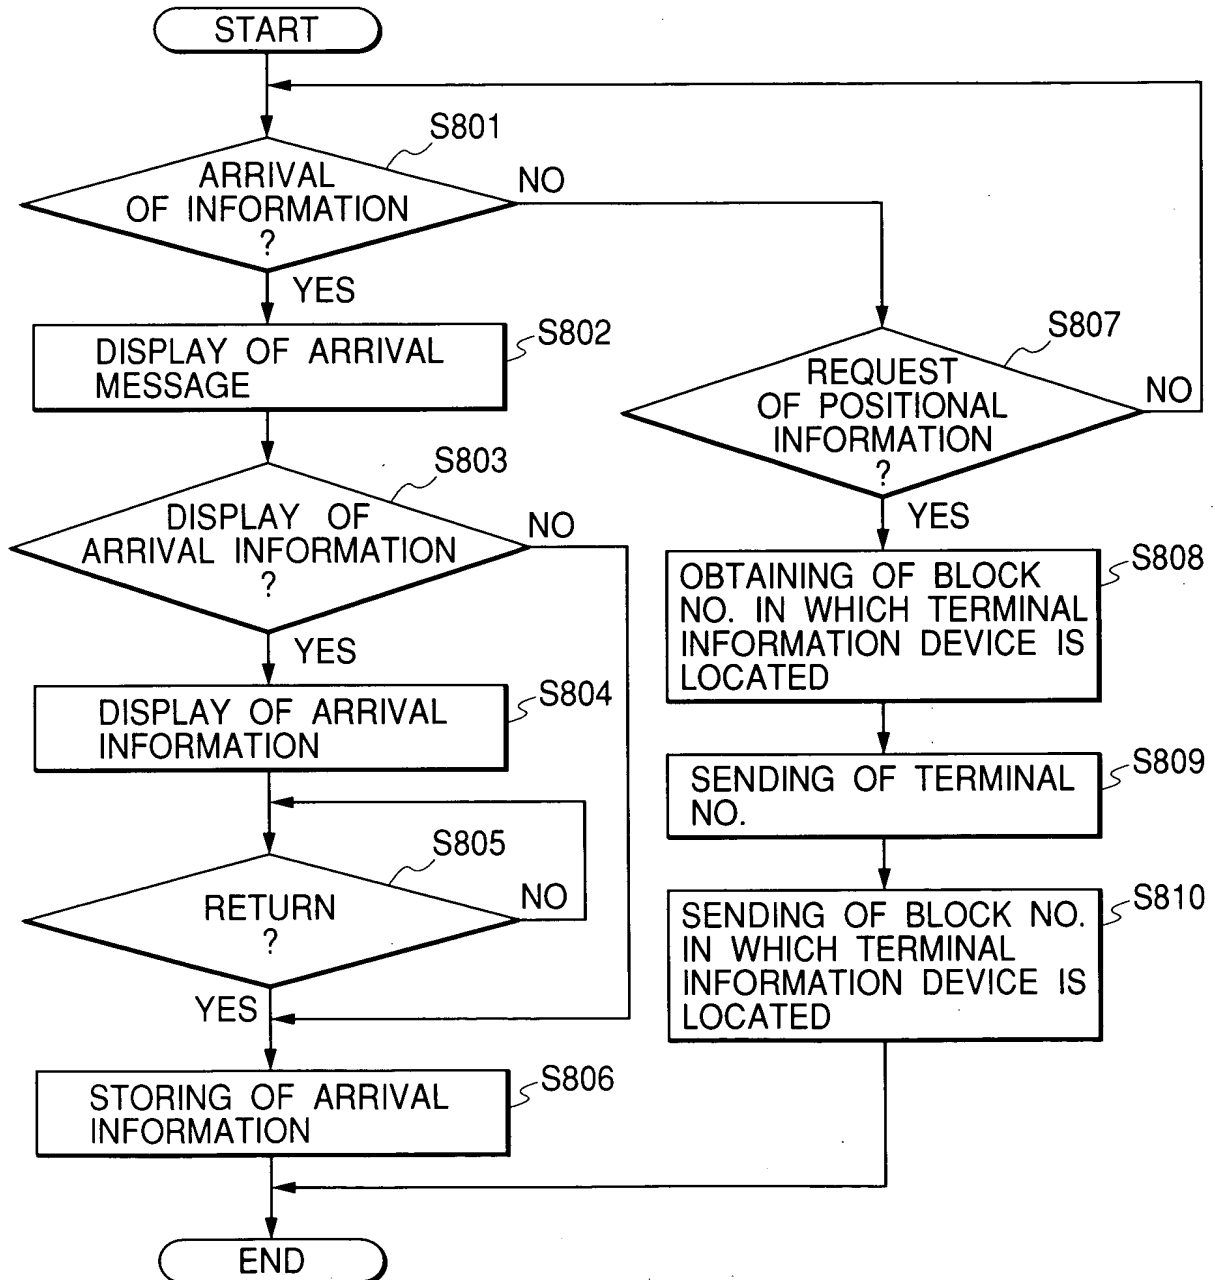 START
S801
ARRIVAL
OF INFORMATION
?
NO
YES
S802
DISPLAY OF ARRIVAL
MESSAGE
S803
DISPLAY OF
ARRIVAL INFORMATION
?
NO
YES
S804
DISPLAY OF ARRIVAL
INFORMATION
S805
RETURN
?
NO
YES
S806
STORING OF ARRIVAL
INFORMATION
S807
REQUEST
OF POSITIONAL
INFORMATION
?
NO
YES
S808
OBTAINING OF BLOCK
NO. IN WHICH TERMINAL
INFORMATION DEVICE IS
LOCATED
S809
SENDING OF TERMINAL
NO.
S810
SENDING OF BLOCK NO.
IN WHICH TERMINAL
INFORMATION DEVICE IS
LOCATED
END